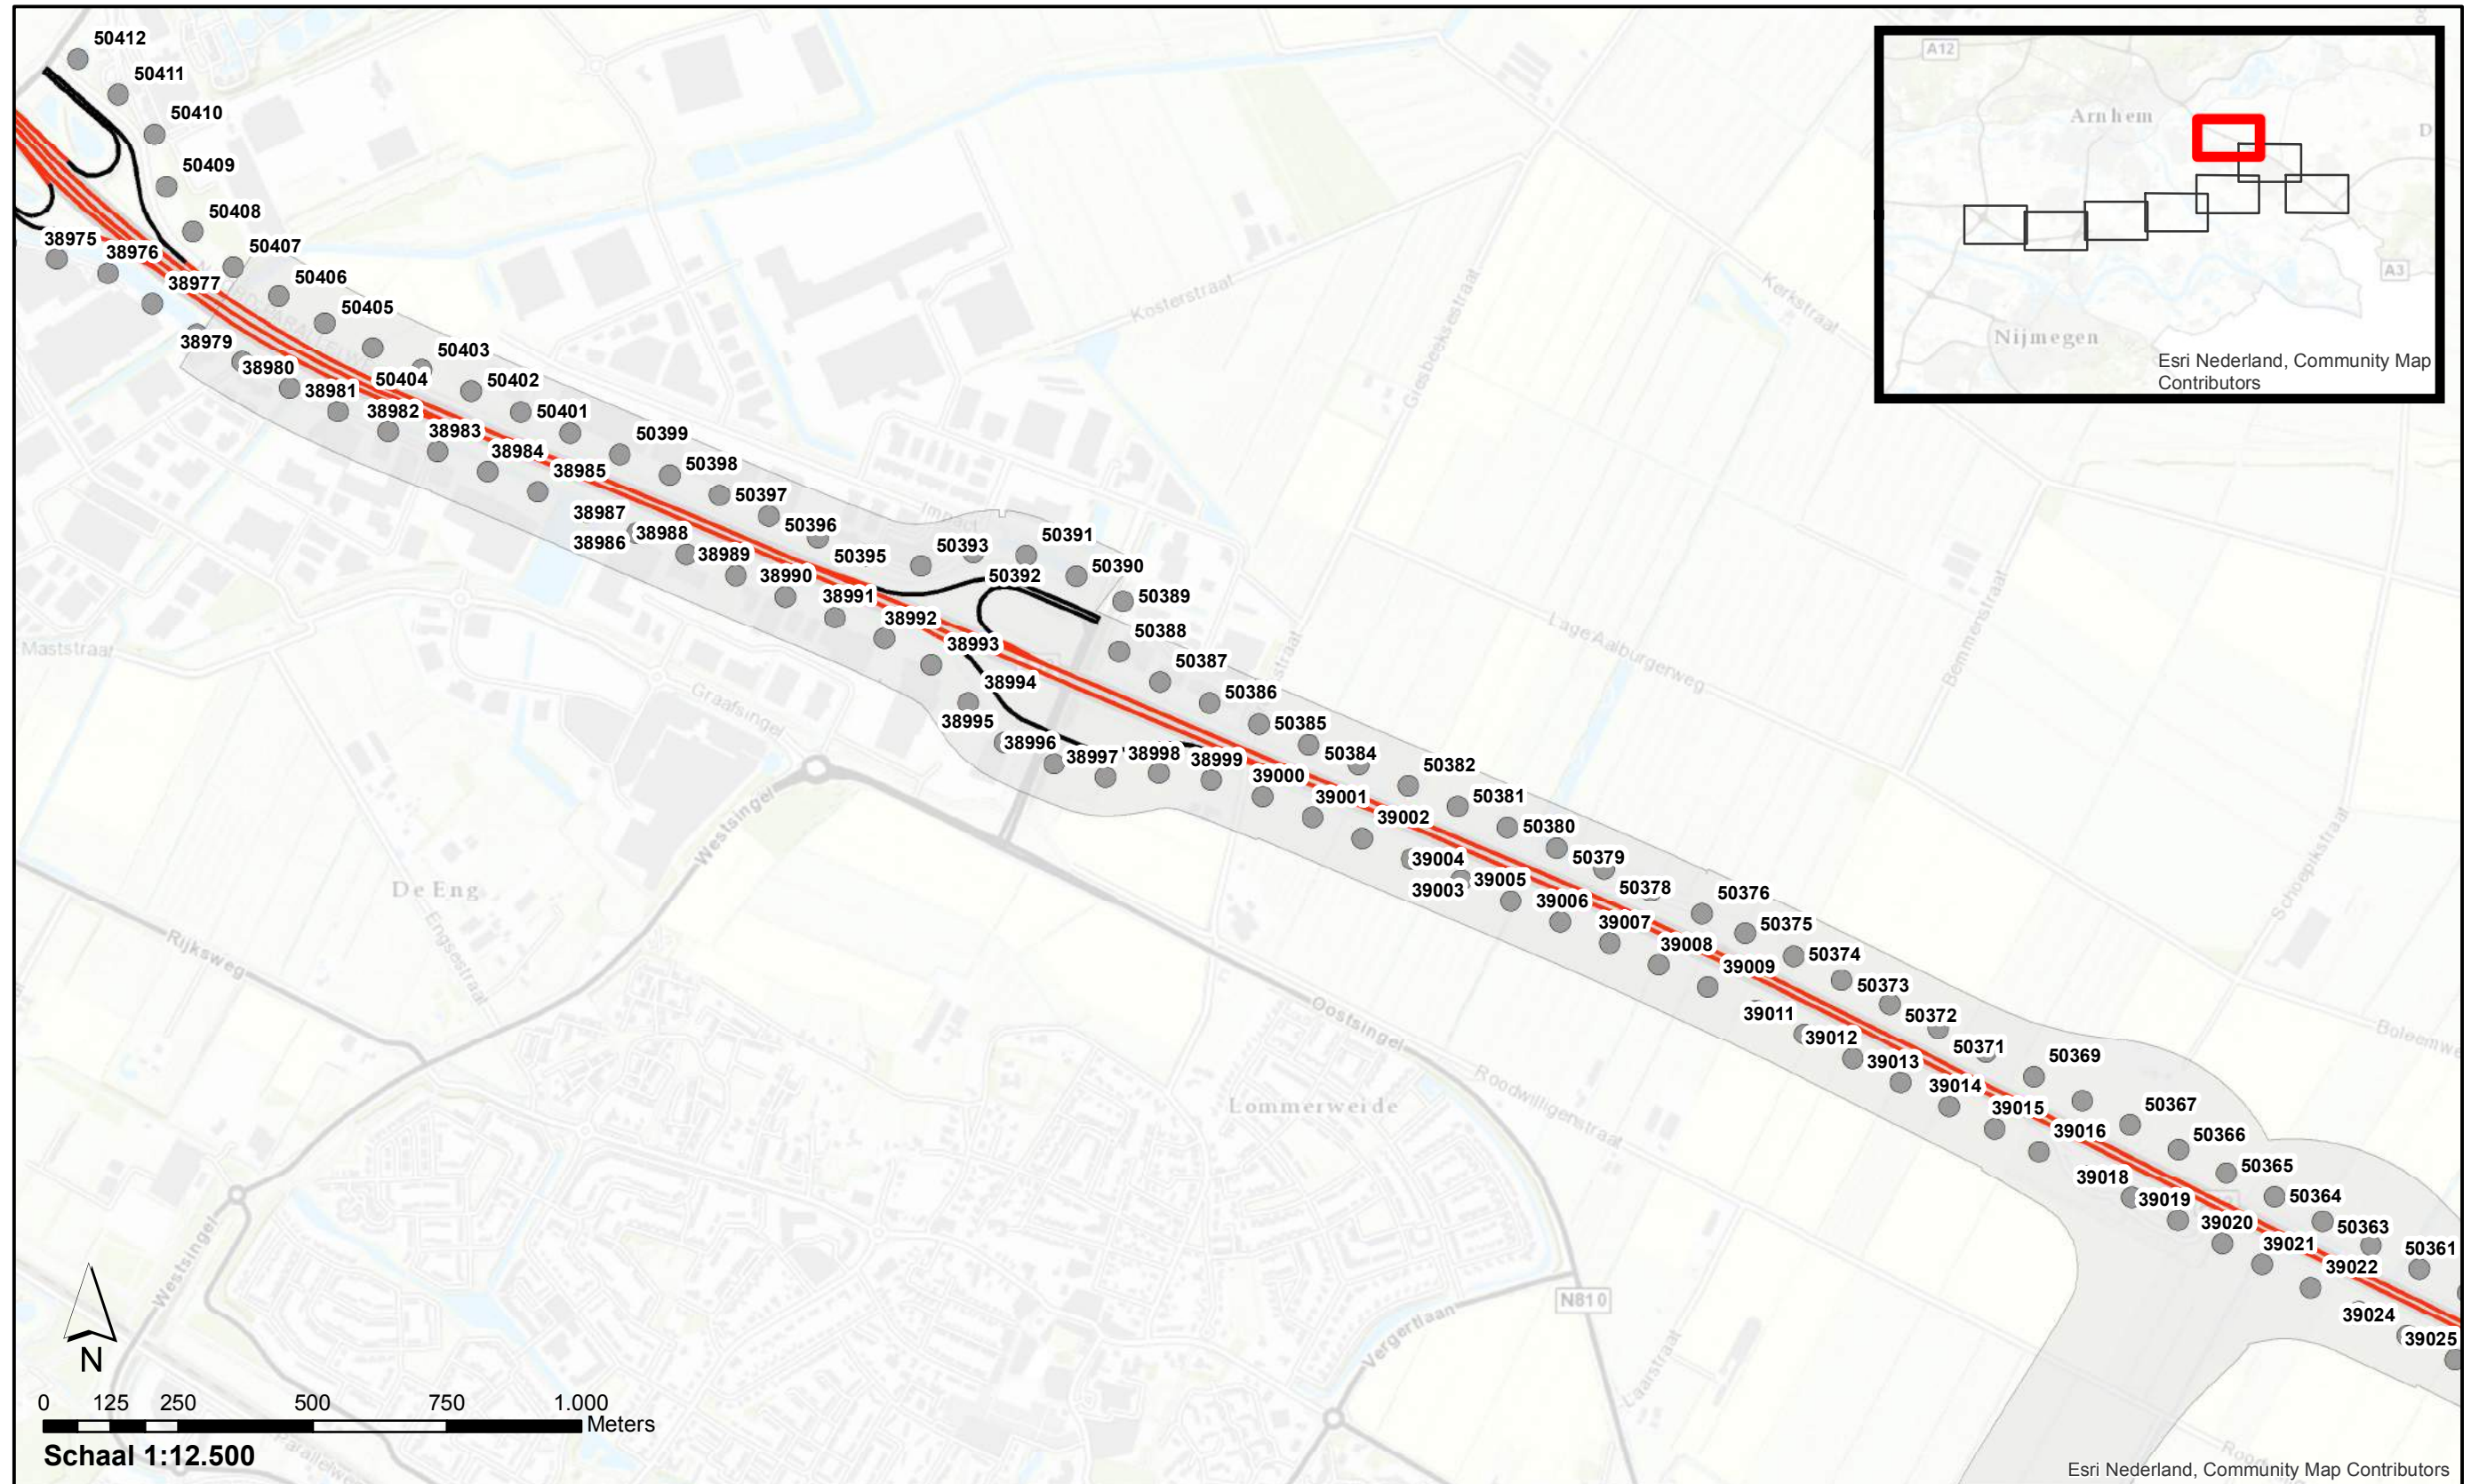 50412
50411
50410
50409
50408
50407
50406
50405
50403
50404
50402
50401
50399
50398
50397
50396
50395
50393
50391
50392
50390
50389
50388
50387
50386
50385
50384
50382
50381
50380
50379
50378
50376
50375
50374
50373
50372
50371
50369
50367
50366
50365
50364
50363
50361
38975
38976
38977
38979
38980
38981
38982
38983
38984
38985
38987
38986
38988
38989
38990
38991
38992
38993
38994
38995
38996
38997
38998
38999
39000
39001
39002
39004
39003
39005
39006
39007
39008
39009
39011
39012
39013
39014
39015
39016
39018
39019
39020
39021
39022
39024
39025
Kosterstraat
Giesbeeksestraat
Kerkstraat
Impact
Lage Aalburgerweg
Bemmenstraat
Schoepikstraat
Maststraat
Graafsingel
Westsingel
De Eng
Engsestraat
Rijksweg
Oostsingel
Roodwilligenstraat
Lommerweide
Westsingel
Vergertlaan
N810
Laarstraat
A12
Arnhem
Nijmegen
A3
Esri Nederland, Community Map
Contributors
N
0 125 250 500 750 1.000
Meters
Schaal 1:12.500
Esri Nederland, Community Map Contributors